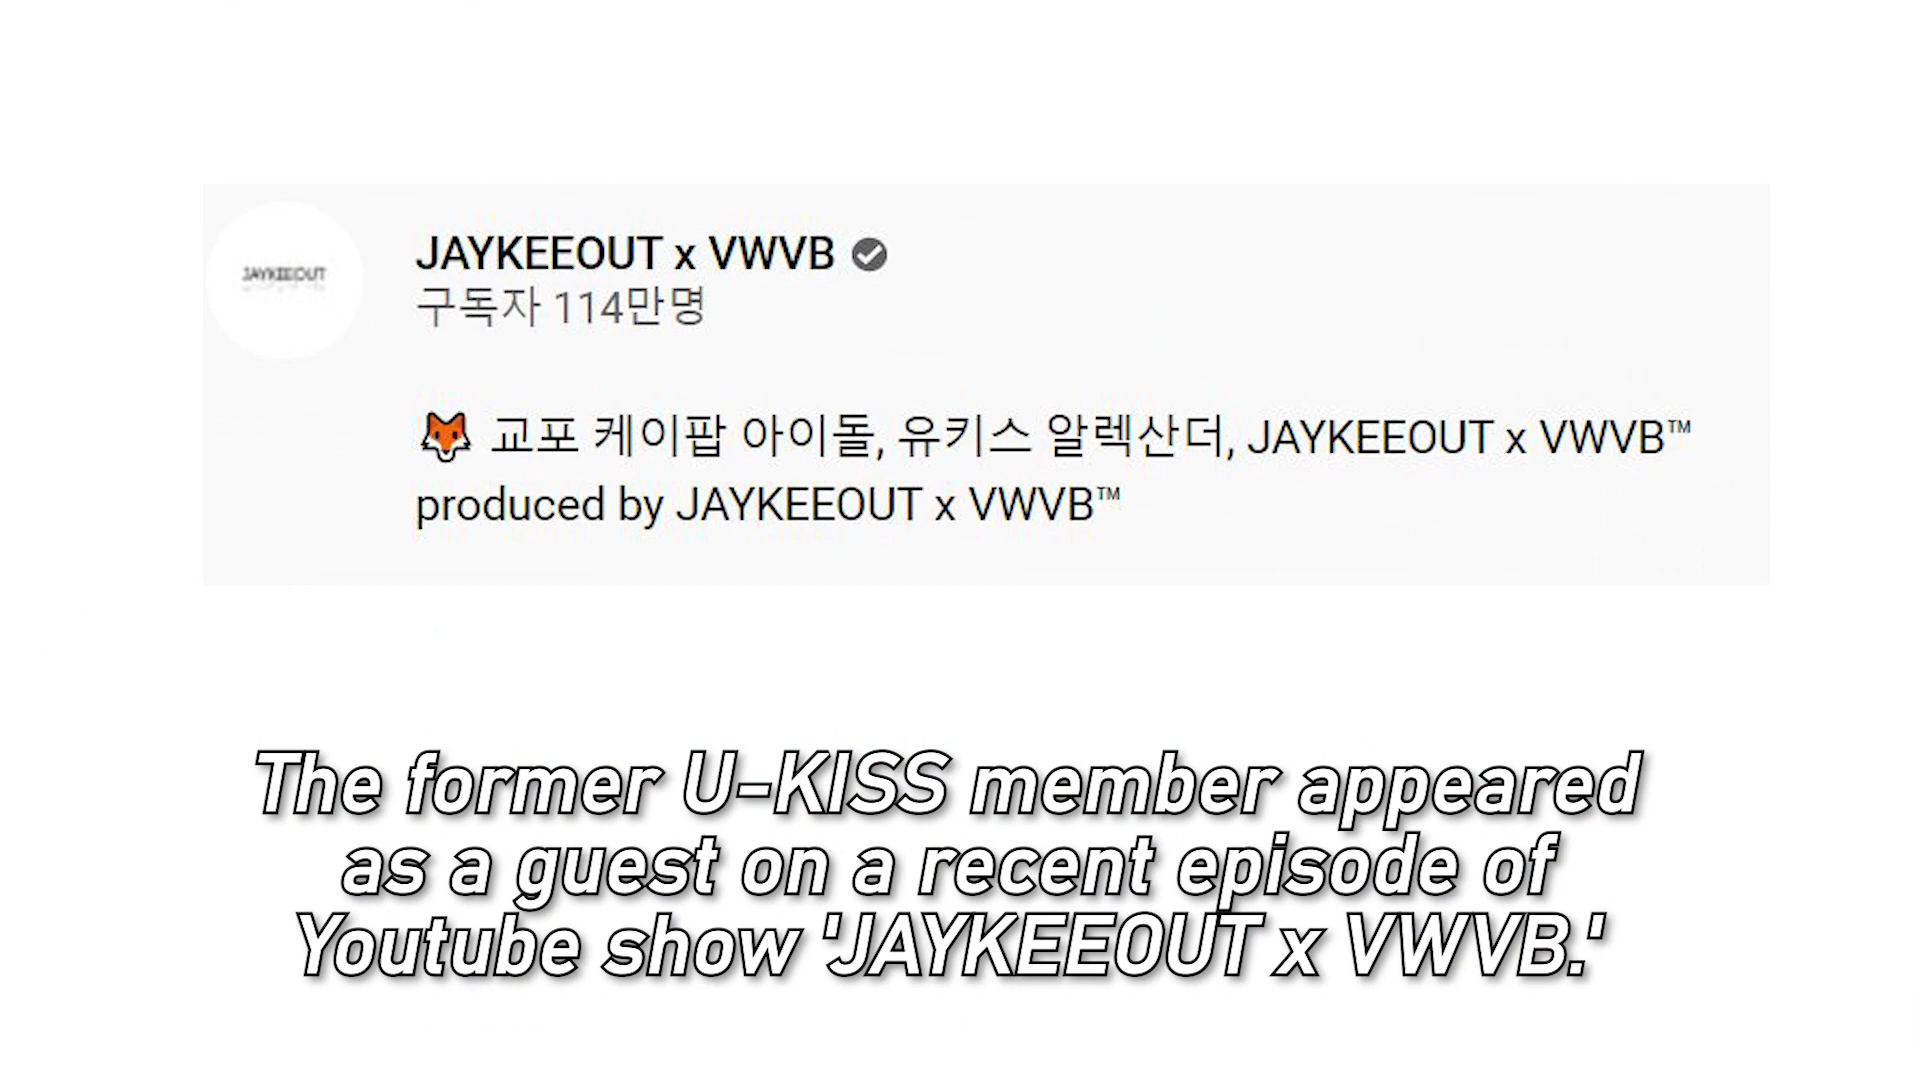 JAYKEEOUT
JAYKEEOUT x VWVB
구독자 114만명
🦊 교포 케이팝 아이돌, 유키스 알렉산더, JAYKEEOUT x VWVB™
produced by JAYKEEOUT x VWVB™
The former U-KISS member appeared
as a guest on a recent episode of
Youtube show 'JAYKEEOUT x VWVB.'